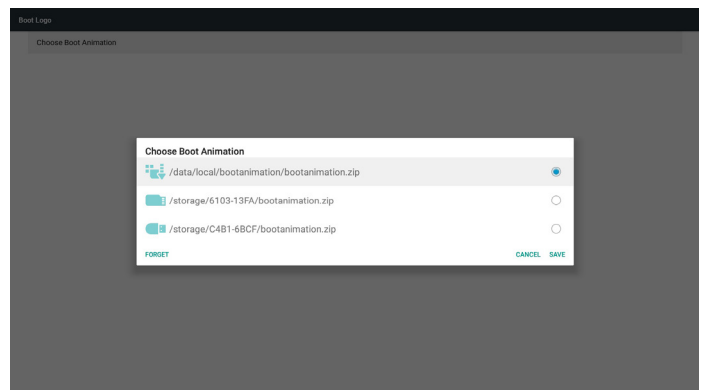 Boot Logo
Choose Boot Animation
Choose Boot Animation
/data/local/bootanimation/bootanimation.zip
/storage/6103-13FA/bootanimation.zip
/storage/C4B1-6BCF/bootanimation.zip
FORGET CANCEL SAVE